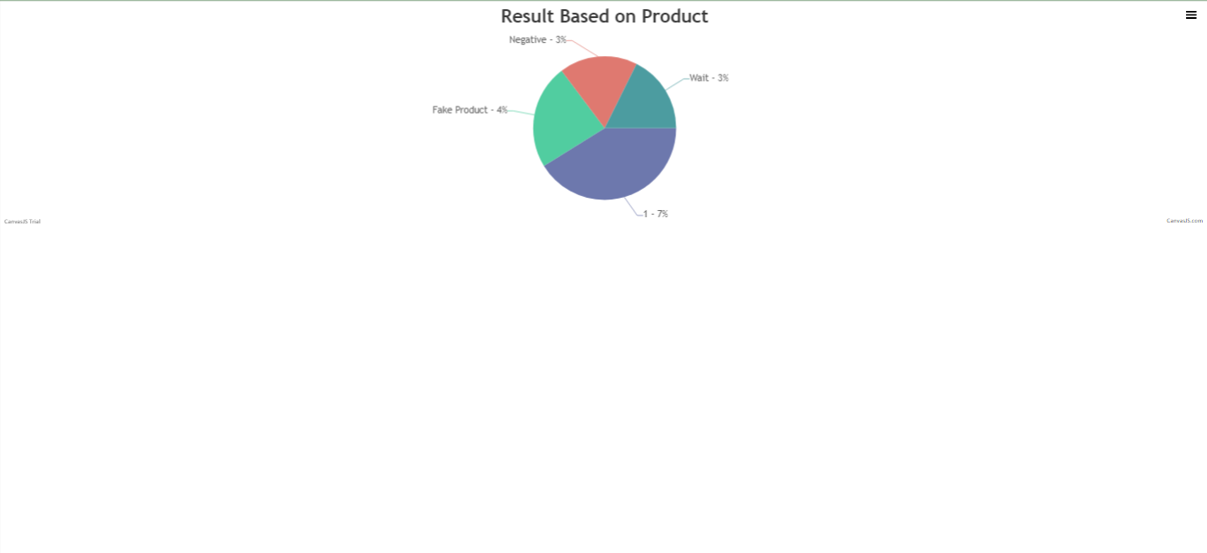 Result Based on Product
Negative - 3%
Wait - 3%
Fake Product - 4%
1 - 7%
CanvasJS Trial
CanvasJS.com